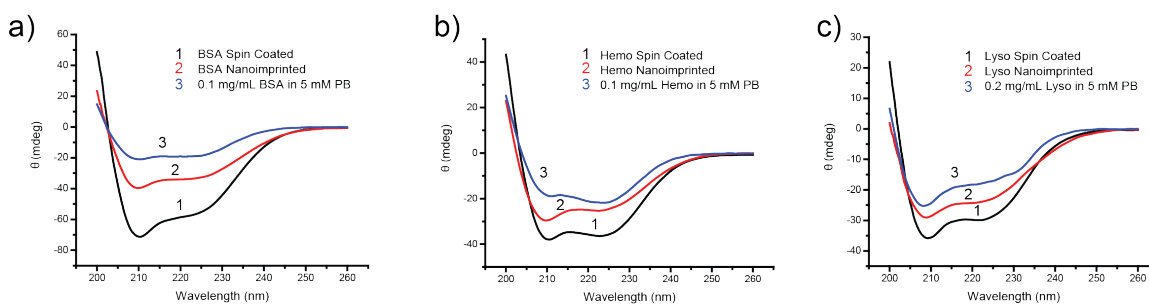 a)
60
40
20
0
-20
-40
-60
-80
θ (mdeg)
1 BSA Spin Coated
2 BSA Nanoimprinted
3 0.1 mg/mL BSA in 5 mM PB
3
2
1
200 210 220 230 240 250 260
Wavelength (nm)
b)
40
20
0
-20
-40
θ (mdeg)
1 Hemo Spin Coated
2 Hemo Nanoimprinted
3 0.1 mg/mL Hemo in 5 mM PB
3
2
1
200 210 220 230 240 250 260
Wavelength (nm)
c)
30
20
10
0
-10
-20
-30
-40
θ (mdeg)
1 Lyso Spin Coated
2 Lyso Nanoimprinted
3 0.2 mg/mL Lyso in 5 mM PB
3
2
1
200 210 220 230 240 250 260
Wavelength (nm)